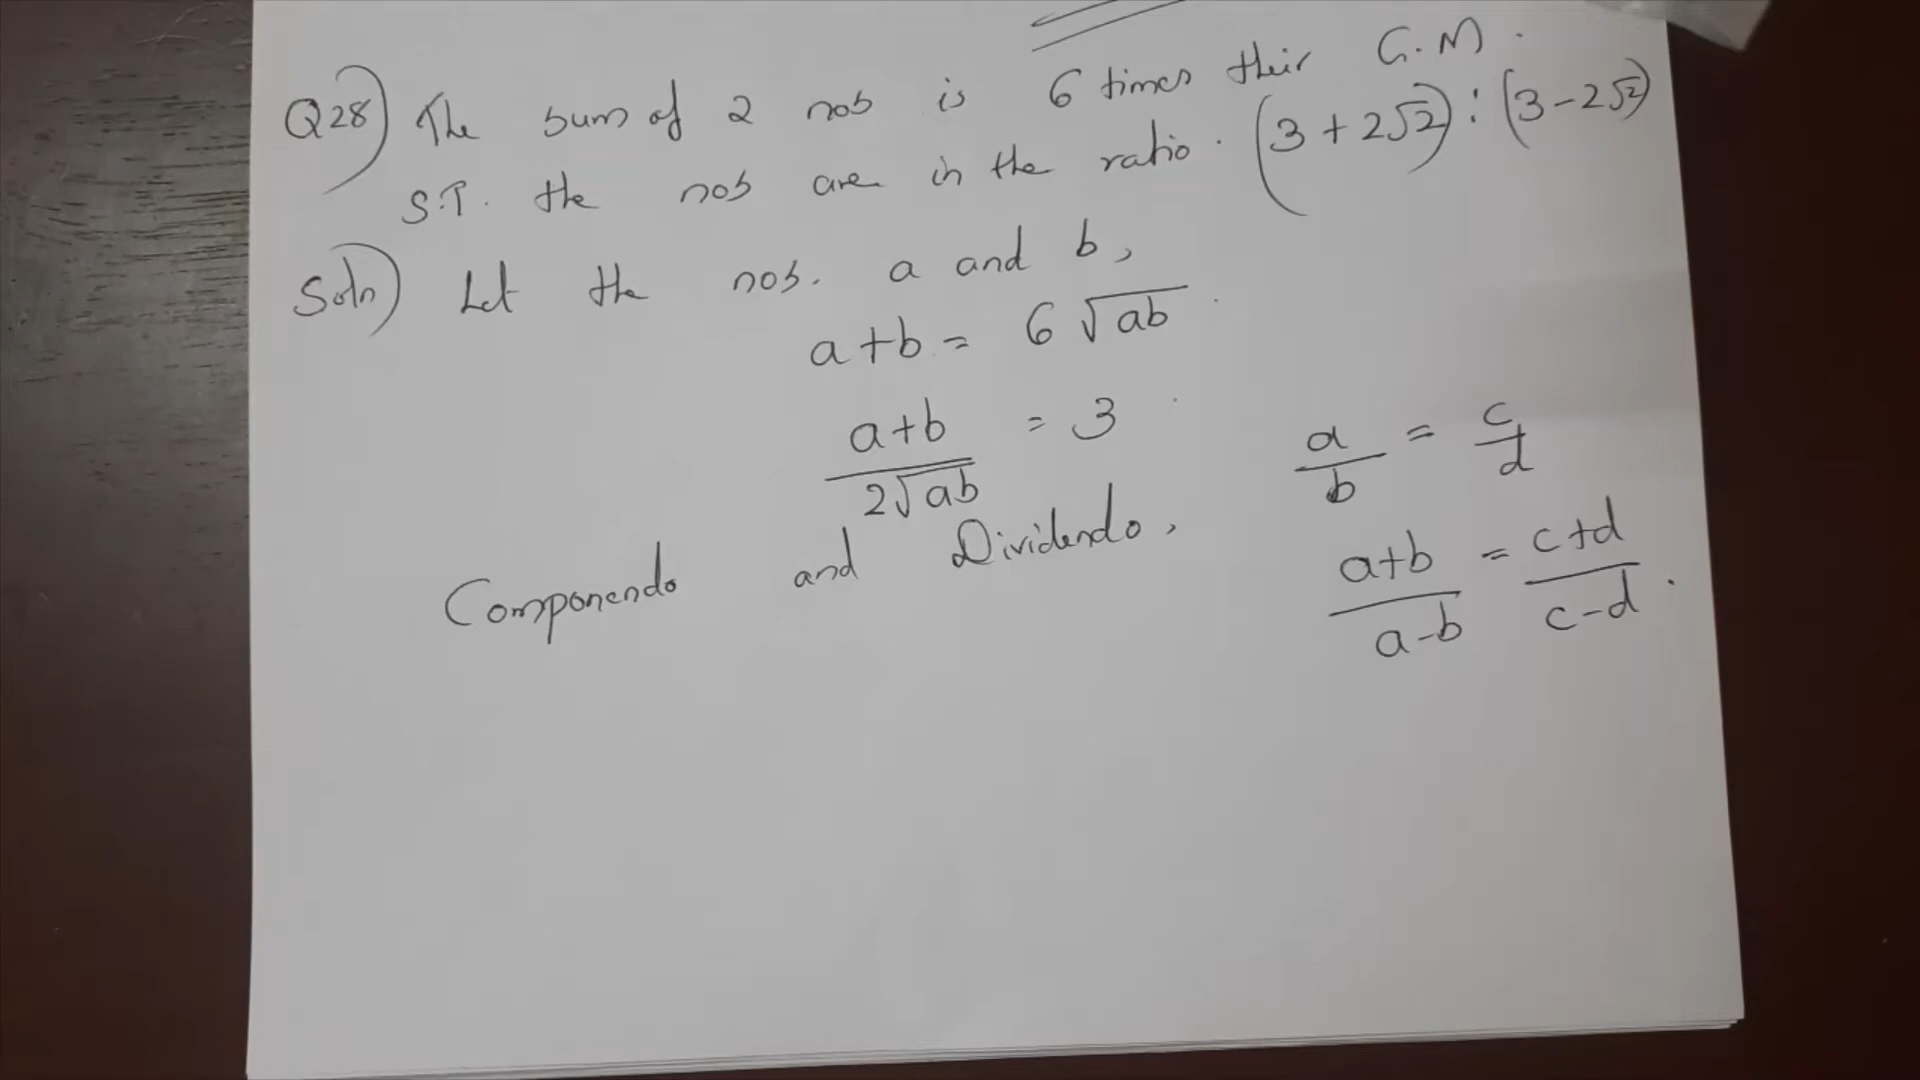 Q28) The sum of 2 nos is 6 times their G.M.
S.T. the nos are in the ratio. (3 + 2√2) : (3 - 2√2)
Soln) Let the nos. a and b,
a+b = 6 √ab
a+b / 2√ab = 3
a/b = c/d
Componendo and Dividendo,
a+b / a-b = c+d / c-d.